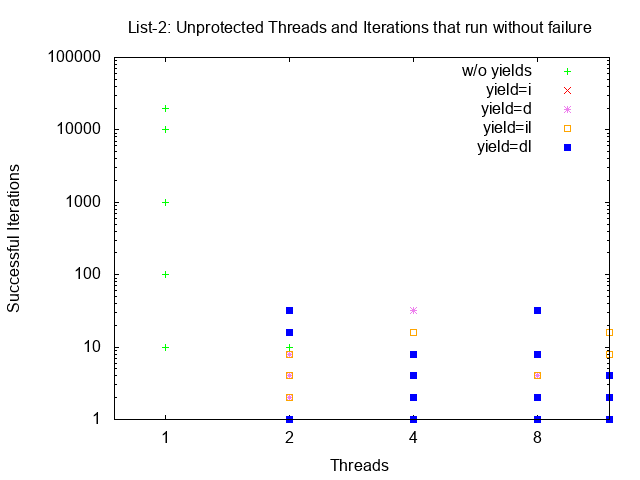 List-2: Unprotected Threads and Iterations that run without failure
100000
10000
1000
100
10
1
Successful Iterations
w/o yields
yield=i
yield=d
yield=il
yield=dl
1 2 4 8
Threads